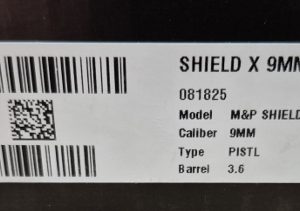 SHIELD X 9MM
081825
Model M&P SHIELD
Caliber 9MM
Type PISTL
Barrel 3.6